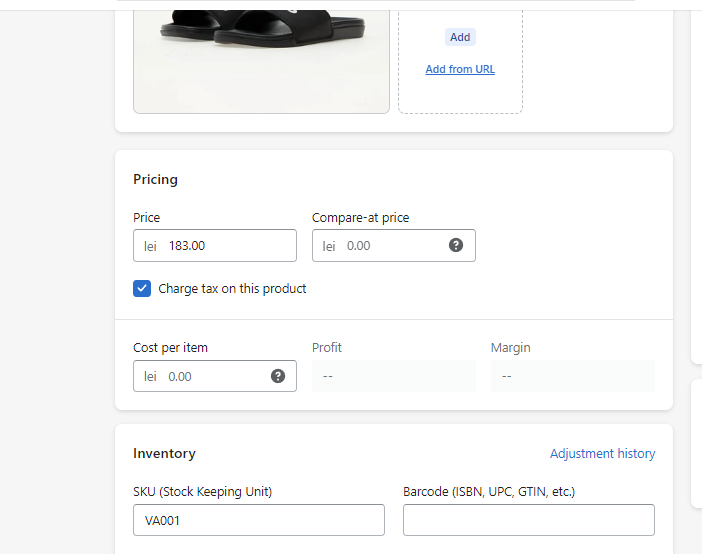 Add
Add from URL
Pricing
Price
Compare-at price
lei 183.00
lei 0.00 ?
Charge tax on this product
Cost per item
Profit
Margin
lei 0.00 ?
--
--
Inventory
Adjustment history
SKU (Stock Keeping Unit)
Barcode (ISBN, UPC, GTIN, etc.)
VA001